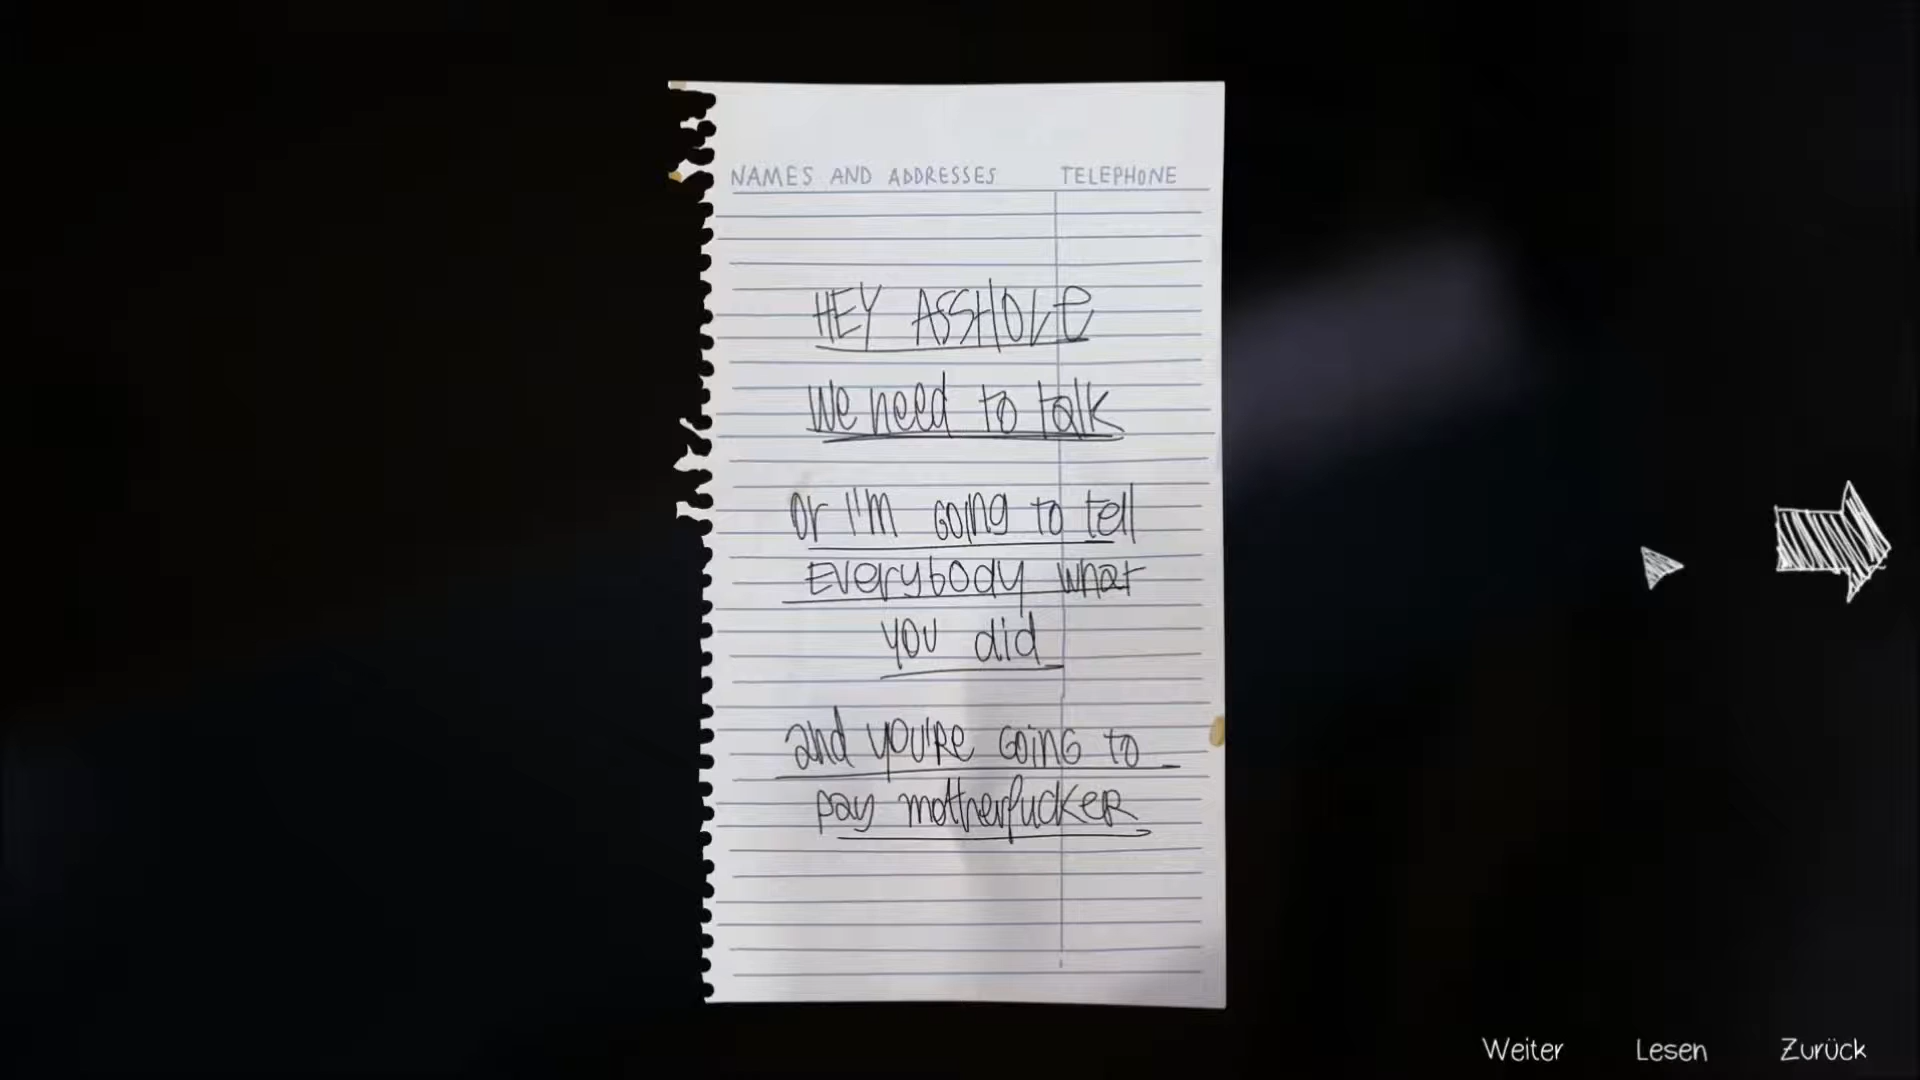 NAMES AND ADDRESSES TELEPHONE
HEY ASSHOLE
We need to talk
Or I'm GOING to tell
EVerybody what
you did
and you're GOING to
pay motherfucker
Weiter Lesen Zurück